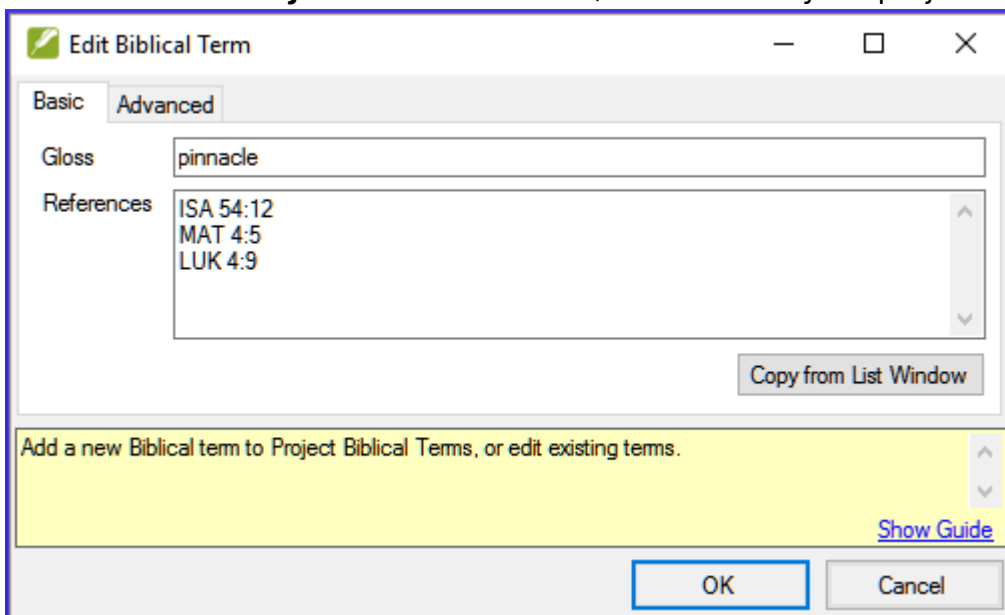 Edit Biblical Term
Basic Advanced
Gloss pinnacle
References ISA 54:12
MAT 4:5
LUK 4:9
Copy from List Window
Add a new Biblical term to Project Biblical Terms, or edit existing terms.
Show Guide
OK Cancel